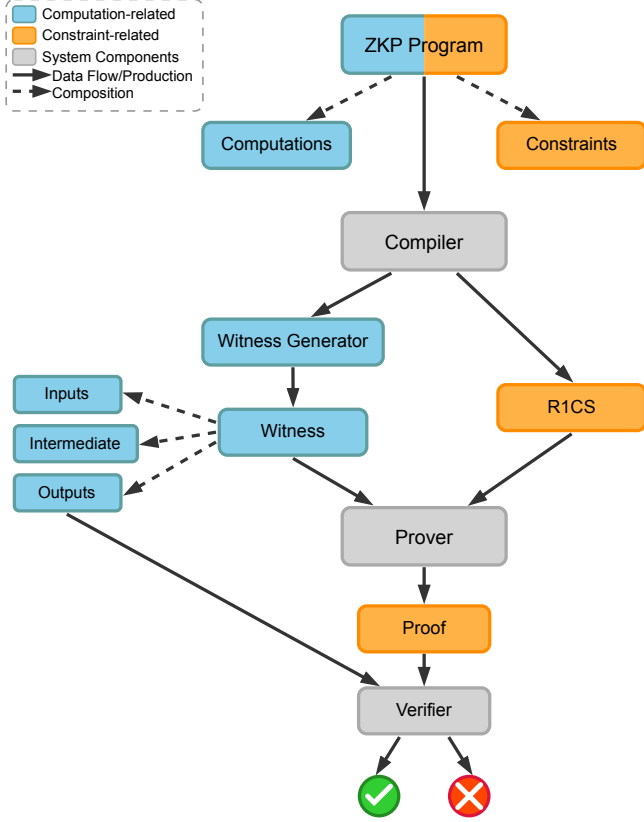 Computation-related
Constraint-related
System Components
Data Flow/Production
Composition
ZKP Program
Computations
Constraints
Compiler
Witness Generator
Inputs
R1CS
Intermediate
Witness
Outputs
Prover
Proof
Verifier